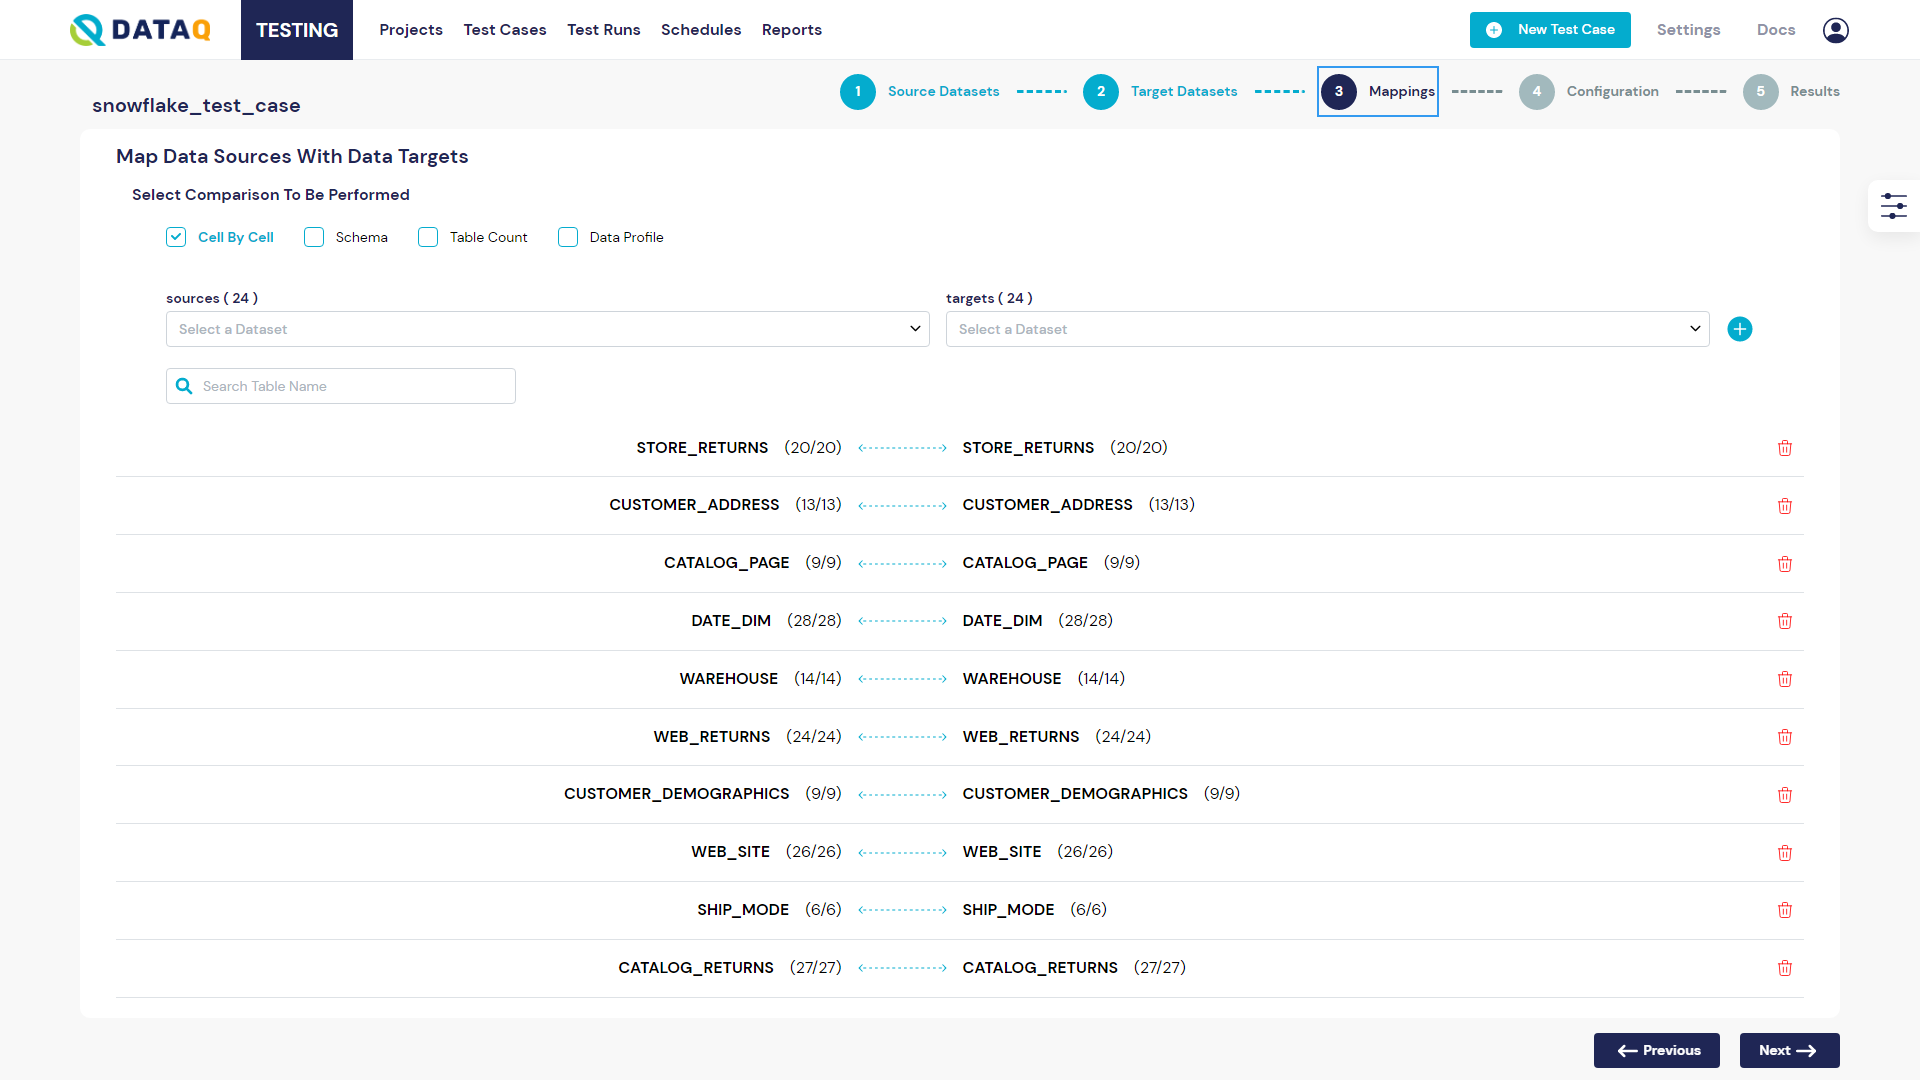 DATAQ TESTING Projects Test Cases Test Runs Schedules Reports New Test Case Settings Docs
snowflake_test_case
1 Source Datasets 2 Target Datasets 3 Mappings 4 Configuration 5 Results
Map Data Sources With Data Targets
Select Comparison To Be Performed
Cell By Cell Schema Table Count Data Profile
sources ( 24 ) targets ( 24 )
Select a Dataset Select a Dataset
Search Table Name
STORE_RETURNS (20/20) STORE_RETURNS (20/20)
CUSTOMER_ADDRESS (13/13) CUSTOMER_ADDRESS (13/13)
CATALOG_PAGE (9/9) CATALOG_PAGE (9/9)
DATE_DIM (28/28) DATE_DIM (28/28)
WAREHOUSE (14/14) WAREHOUSE (14/14)
WEB_RETURNS (24/24) WEB_RETURNS (24/24)
CUSTOMER_DEMOGRAPHICS (9/9) CUSTOMER_DEMOGRAPHICS (9/9)
WEB_SITE (26/26) WEB_SITE (26/26)
SHIP_MODE (6/6) SHIP_MODE (6/6)
CATALOG_RETURNS (27/27) CATALOG_RETURNS (27/27)
Previous Next